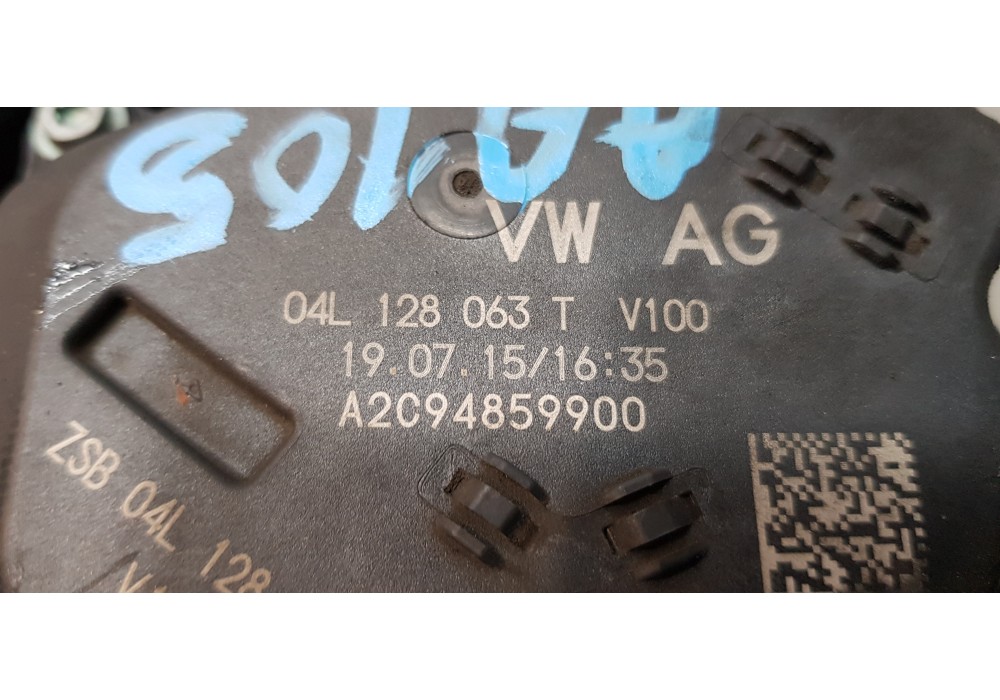 VW AG
04L 128 063 T V100
19.07.15/16:35
A2C94859900
ZSB 04L 128